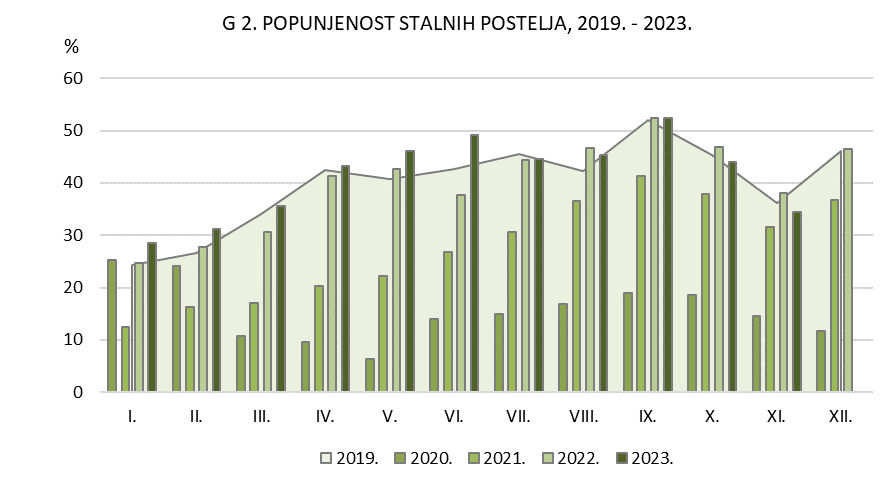 G 2. POPUNJENOST STALNIH POSTELJA, 2019. - 2023.
%
60
50
40
30
20
10
0
I. II. III. IV. V. VI. VII. VIII. IX. X. XI. XII.
2019. 2020. 2021. 2022. 2023.